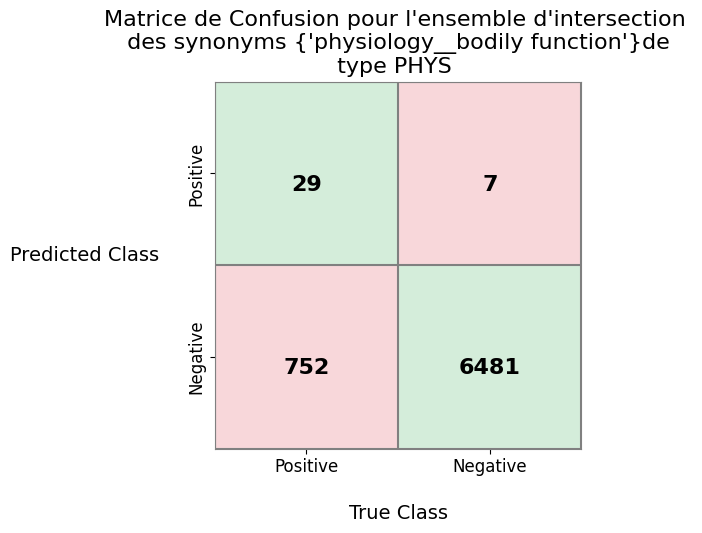 Matrice de Confusion pour l'ensemble d'intersection
des synonyms {'physiology__bodily function'}de
type PHYS
Positive
29
7
Predicted Class
Negative
752
6481
Positive
Negative
True Class